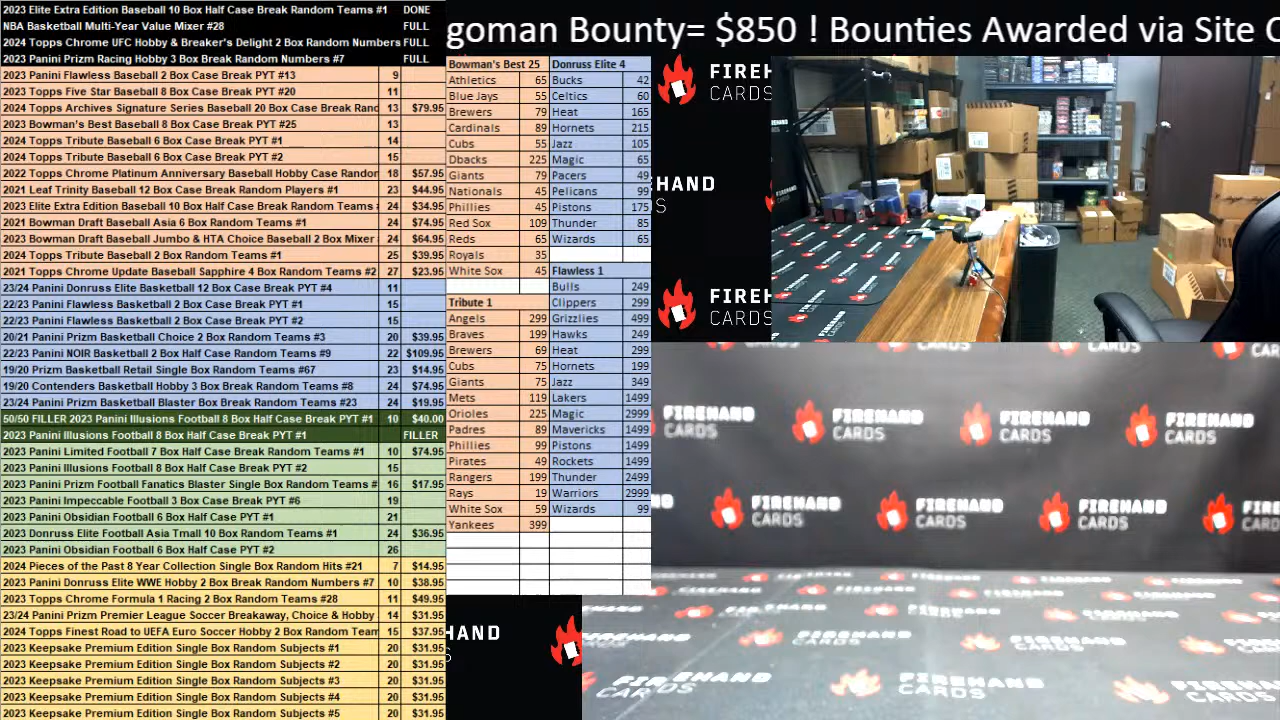 2023 Elite Extra Edition Baseball 10 Box Half Case Break Random Teams #1 DONE
NBA Basketball Multi-Year Value Mixer #28 FULL
2024 Topps Chrome UFC Hobby & Breaker's Delight 2 Box Random Numbers FULL
2024 Panini Prizm Racing Hobby 3 Box Break Random Numbers #7 FULL
2023 Panini Flawless Baseball 2 Box Case Break PYT #13 9
2023 Topps Five Star Baseball 8 Box Case Break PYT #20 11
2024 Topps Archives Signature Series Baseball 20 Box Case Break Ranc 13 $79.95
2023 Bowman's Best Baseball 8 Box Case Break PYT #25 13
2024 Topps Tribute Baseball 6 Box Case Break PYT #1 14
2024 Topps Tribute Baseball 6 Box Case Break PYT #2 15
2022 Topps Chrome Platinum Anniversary Baseball Hobby Case Randor 18 $57.95
2021 Leaf Trinity Baseball 12 Box Case Break Random Players #1 23 $44.95
2023 Elite Extra Edition Baseball 10 Box Half Case Break Random Teams 24 $34.95
2021 Bowman Draft Baseball Asia 6 Box Random Teams #1 24 $74.95
2023 Bowman Draft Baseball Jumbo & HTA Choice Baseball 2 Box Mixer 24 $64.95
2024 Topps Tribute Baseball 2 Box Random Teams #1 25 $39.95
2021 Topps Chrome Update Baseball Sapphire 4 Box Random Teams #2 27 $23.95
23/24 Panini Donruss Elite Basketball 12 Box Case Break PYT #4 11
22/23 Panini Flawless Basketball 2 Box Case Break PYT #1 15
22/23 Panini Flawless Basketball 2 Box Case Break PYT #2 15
20/21 Panini Prizm Basketball Choice 2 Box Random Teams #3 20 $39.95
22/23 Panini NOIR Basketball 2 Box Half Case Random Teams #9 22 $109.95
19/20 Prizm Basketball Retail Single Box Random Teams #67 23 $14.95
19/20 Contenders Basketball Hobby 3 Box Break Random Teams #8 24 $74.95
23/24 Panini Prizm Basketball Blaster Box Break Random Teams #23 24 $19.95
50/50 FILLER 2023 Panini Illusions Football 8 Box Half Case Break PYT #1 10 $40.00
2023 Panini Illusions Football 8 Box Half Case Break PYT #1 FILLER
2023 Panini Limited Football 7 Box Half Case Break Random Teams #1 10 $74.95
2023 Panini Illusions Football 8 Box Half Case Break PYT #2 15
2023 Panini Prizm Football Fanatics Blaster Single Box Random Teams # 16 $17.95
2023 Panini Impeccable Football 3 Box Case Break PYT #6 19
2023 Panini Obsidian Football 6 Box Half Case PYT #1 21
2023 Donruss Elite Football Asia Tmall 10 Box Random Teams #1 24 $36.95
2023 Panini Obsidian Football 6 Box Half Case PYT #2 26
2024 Pieces of the Past 8 Year Collection Single Box Random Hits #21 7 $14.95
2023 Panini Donruss Elite WWE Hobby 2 Box Break Random Numbers #7 10 $38.95
2023 Topps Chrome Formula 1 Racing 2 Box Random Teams #28 11 $49.95
23/24 Panini Prizm Premier League Soccer Breakaway, Choice & Hobby 14 $31.95
2024 Topps Finest Road to UEFA Euro Soccer Hobby 2 Box Random Team 15 $37.95
2023 Keepsake Premium Edition Single Box Random Subjects #1 20 $31.95
2023 Keepsake Premium Edition Single Box Random Subjects #2 20 $31.95
2023 Keepsake Premium Edition Single Box Random Subjects #3 20 $31.95
2023 Keepsake Premium Edition Single Box Random Subjects #4 20 $31.95
2023 Keepsake Premium Edition Single Box Random Subjects #5 20 $31.95
goman Bounty= $850 ! Bounties Awarded via Site C
Bowman's Best 25
Athletics 65
Blue Jays 55
Brewers 79
Cardinals 89
Cubs 55
Dbacks 225
Giants 79
Nationals 45
Phillies 45
Red Sox 109
Reds 65
Royals 35
White Sox 45
Tribute 1
Angels 299
Braves 199
Brewers 69
Cubs 75
Giants 75
Mets 119
Orioles 225
Padres 89
Phillies 99
Pirates 49
Rangers 199
Rays 19
White Sox 59
Yankees 399
Donruss Elite 4
Bucks 42
Celtics 60
Heat 165
Hornets 215
Jazz 105
Magic 65
Pacers 49
Pelicans 99
Pistons 175
Thunder 85
Wizards 65
Flawless 1
Bulls 249
Clippers 299
Grizzlies 499
Hawks 249
Heat 299
Hornets 199
Jazz 349
Lakers 1499
Magic 2999
Mavericks 1499
Pistons 1499
Rockets 1499
Thunder 2499
Warriors 2999
Wizards 99
FIREH
CARDS
HAND
S
FIREH
CARDS
HAND
S
FIREHAND
CARDS
FIREHAND
CARDS
FIREHAND
CARDS
FIREHAND
CARDS
FIREHAND
CARDS
FIREHAND
CARDS
FIREHAND
CARDS